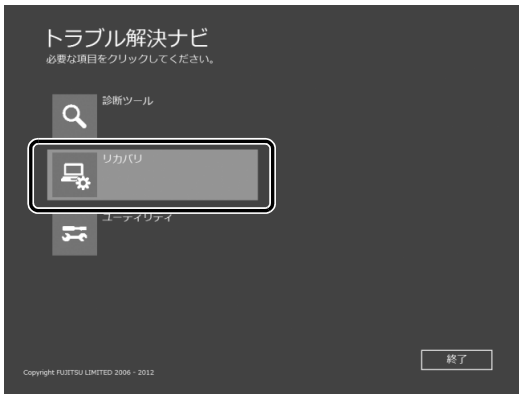 トラブル解決ナビ
必要な項目をクリックしてください。
診断ツール
リカバリ
ユーティリティ
終了
Copyright FUJITSU LIMITED 2006 - 2012